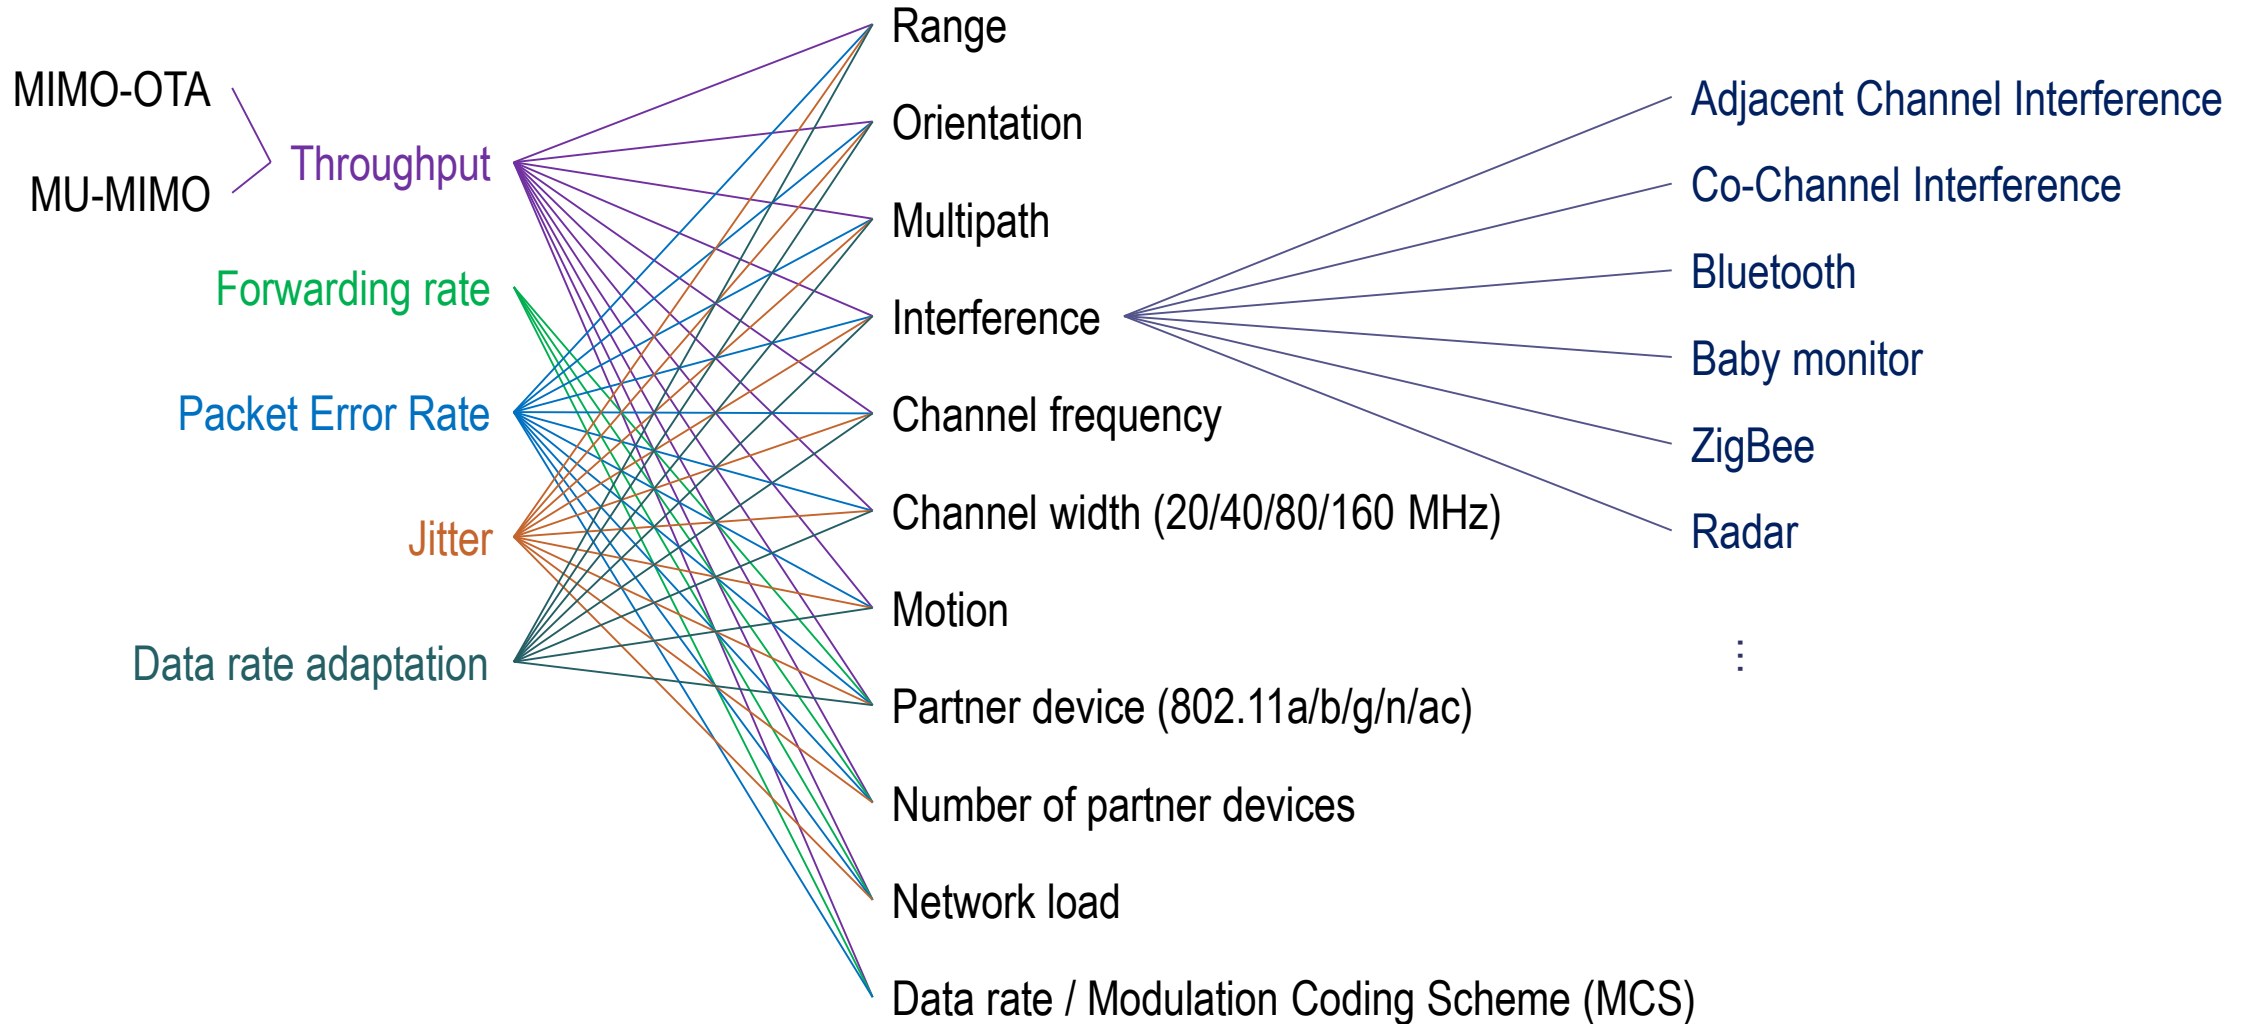 MIMO-OTA
MU-MIMO
Throughput
Forwarding rate
Packet Error Rate
Jitter
Data rate adaptation
Range
Orientation
Multipath
Interference
Channel frequency
Channel width (20/40/80/160 MHz)
Motion
Partner device (802.11a/b/g/n/ac)
Number of partner devices
Network load
Data rate / Modulation Coding Scheme (MCS)
Adjacent Channel Interference
Co-Channel Interference
Bluetooth
Baby monitor
ZigBee
Radar
⋮